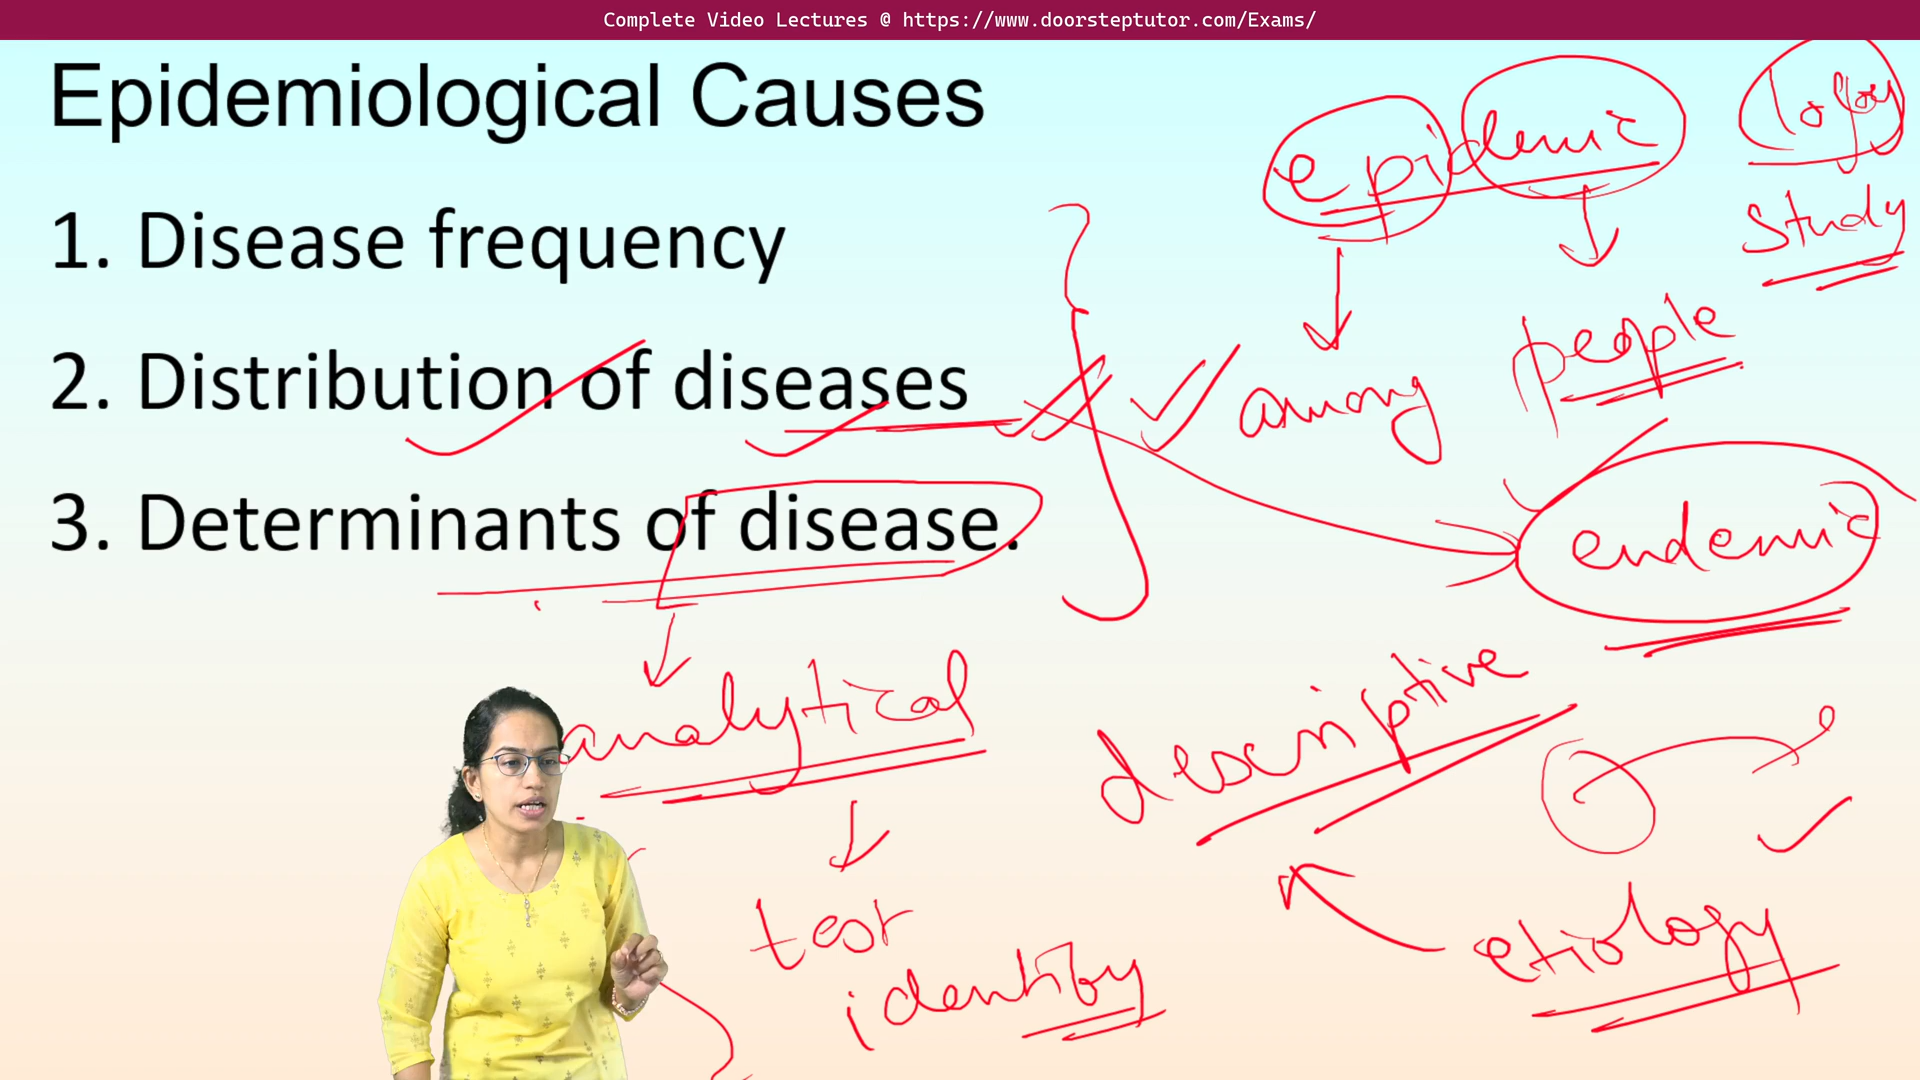 Complete Video Lectures @ https://www.doorsteptutor.com/Exams/
Epidemiological Causes
epidemic
logy
study
1. Disease frequency
people
2. Distribution of diseases
among
3. Determinants of disease.
endemic
analytical
descriptive
test
etiology
identify